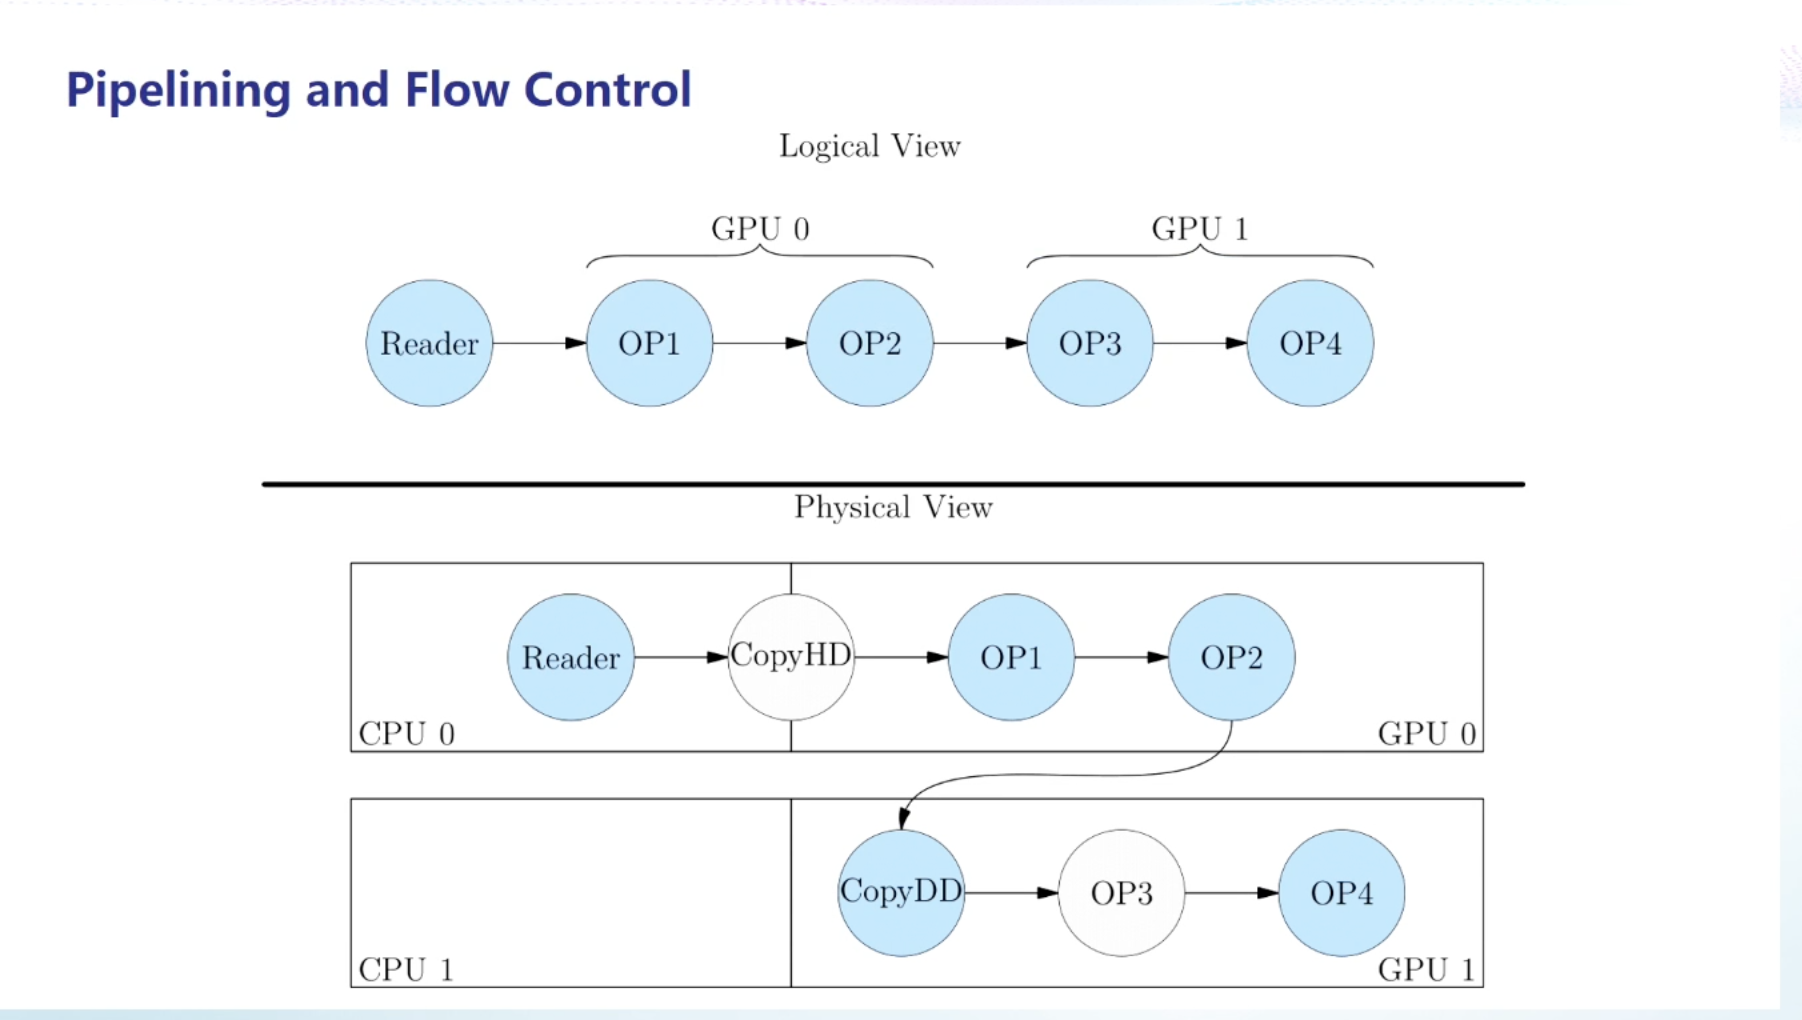 Pipelining and Flow Control
Logical View
GPU 0
GPU 1
Reader
OP1
OP2
OP3
OP4
Physical View
Reader
CopyHD
OP1
OP2
CPU 0
GPU 0
CopyDD
OP3
OP4
CPU 1
GPU 1